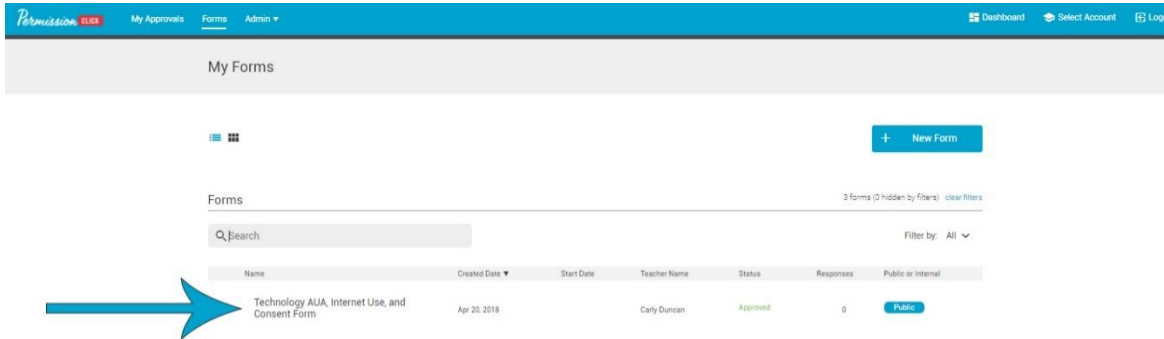 Permission CLICK My Approvals Forms Admin ▾ Dashboard Select Account Log
My Forms
+ New Form
Forms 3 forms (0 hidden by filters) clear filters
Search Filter by: All
Name Created Date ▼ Start Date Teacher Name Status Responses Public or Internal
Technology AUA, Internet Use, and
Consent Form Apr 20, 2018 Carly Duncan Approved 0 Public